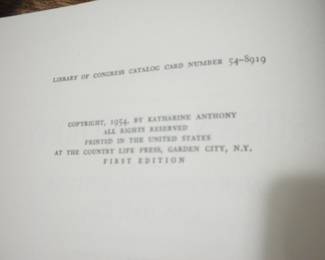 LIBRARY OF CONGRESS CATALOG CARD NUMBER 54-8919
COPYRIGHT, 1954, BY KATHARINE ANTHONY
ALL RIGHTS RESERVED
PRINTED IN THE UNITED STATES
AT THE COUNTRY LIFE PRESS, GARDEN CITY, N.Y.
FIRST EDITION